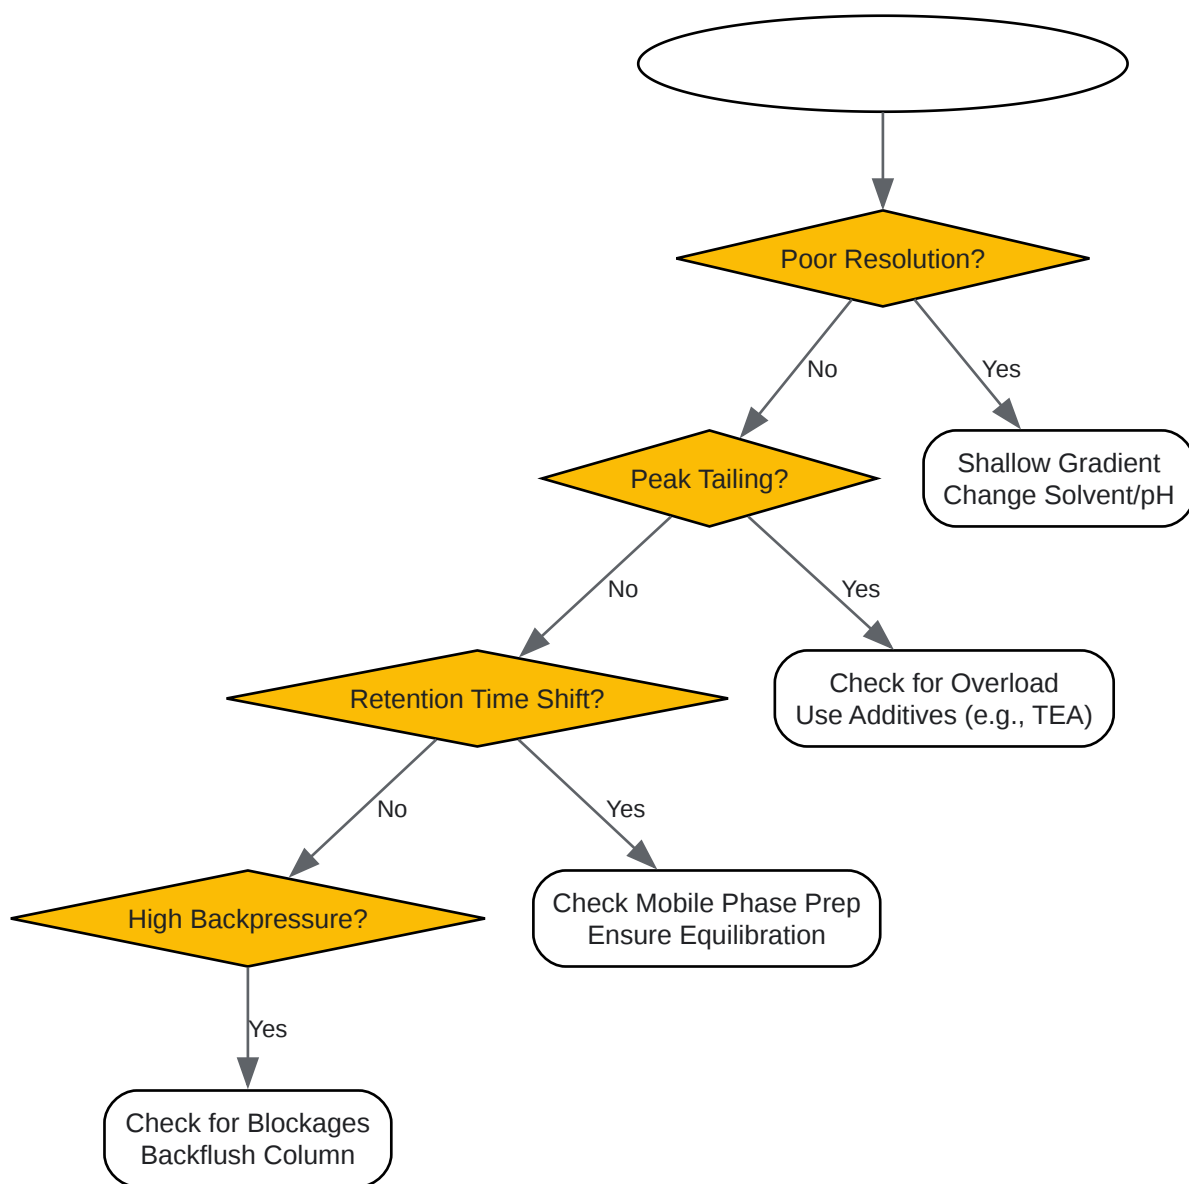 Poor Resolution?
No
Yes
Peak Tailing?
Shallow Gradient
Change Solvent/pH
No
Yes
Retention Time Shift?
Check for Overload
Use Additives (e.g., TEA)
No
Yes
High Backpressure?
Check Mobile Phase Prep
Ensure Equilibration
Yes
Check for Blockages
Backflush Column